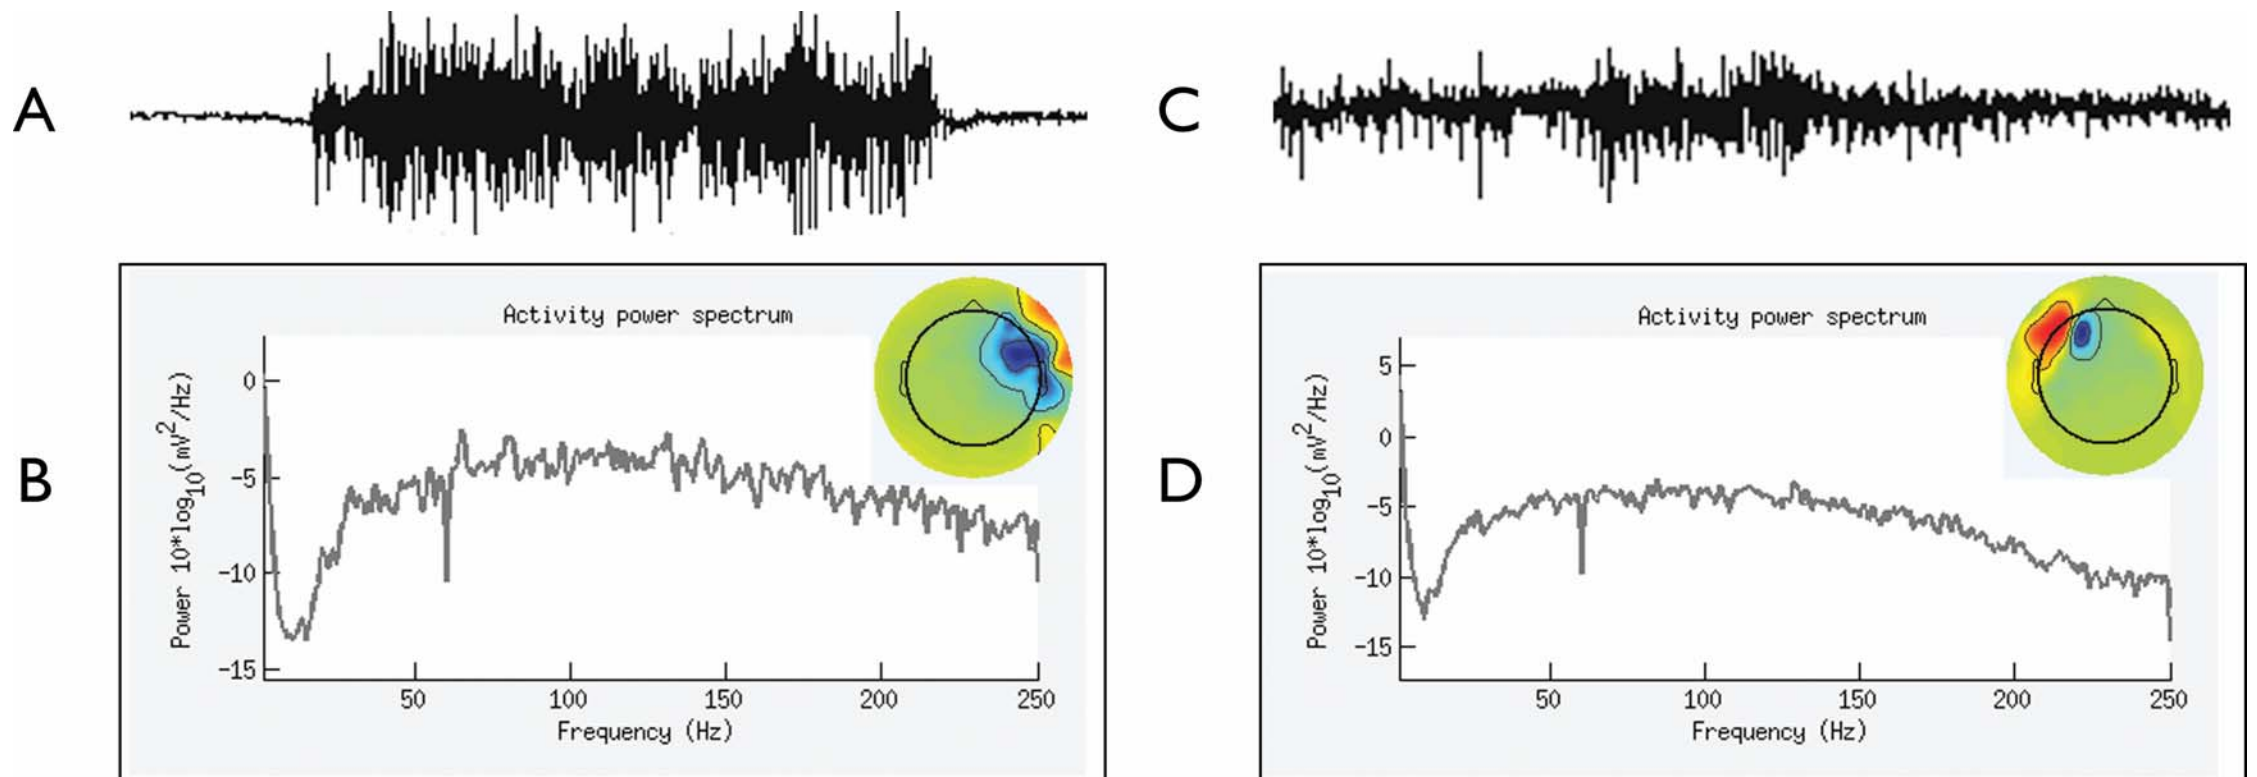 A
C
B
Activity power spectrum
Power 10*log10(mV2/Hz)
0
-5
-10
-15
50
100
150
200
250
Frequency (Hz)
D
Activity power spectrum
Power 10*log10(mV2/Hz)
5
0
-5
-10
-15
50
100
150
200
250
Frequency (Hz)